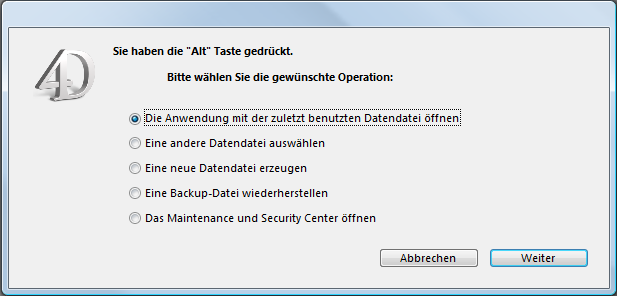 4D
Sie haben die "Alt" Taste gedrückt.
Bitte wählen Sie die gewünschte Operation:
Die Anwendung mit der zuletzt benutzten Datendatei öffnen
Eine andere Datendatei auswählen
Eine neue Datendatei erzeugen
Eine Backup-Datei wiederherstellen
Das Maintenance und Security Center öffnen
Abbrechen Weiter